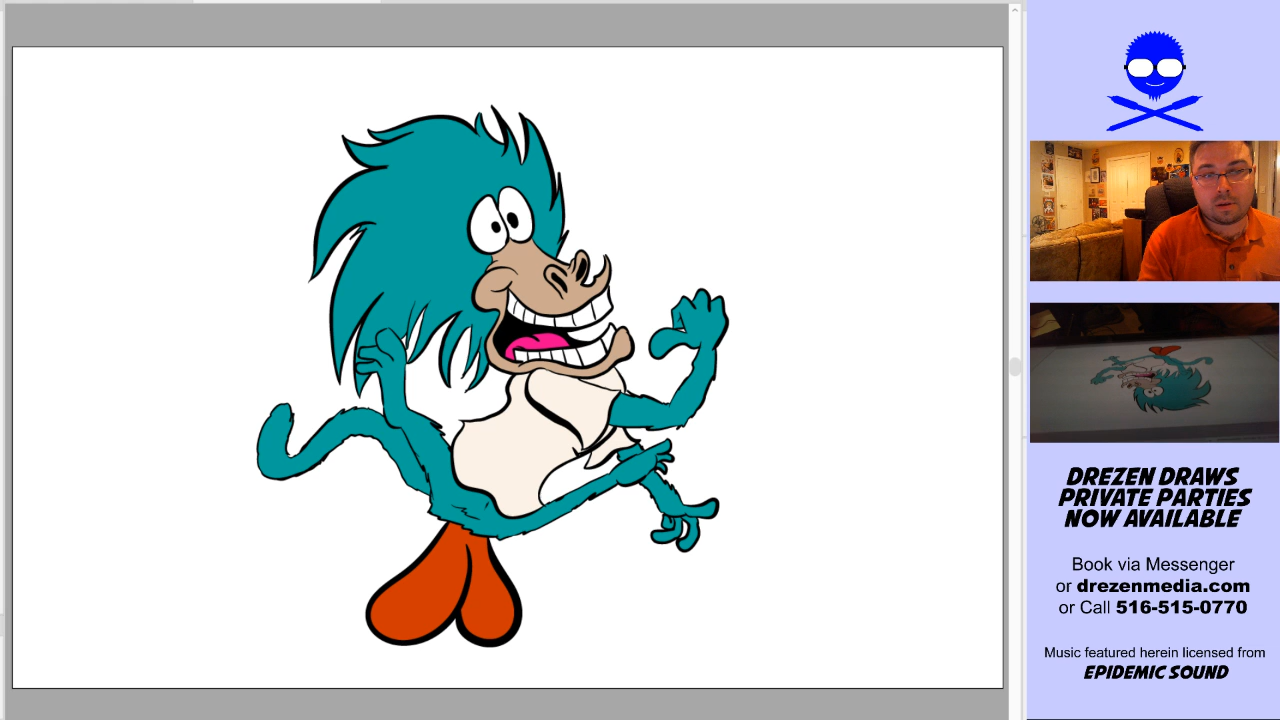 DREZEN DRAWS
PRIVATE PARTIES
NOW AVAILABLE
Book via Messenger
or drezenmedia.com
or Call 516-515-0770
Music featured herein licensed from
EPIDEMIC SOUND